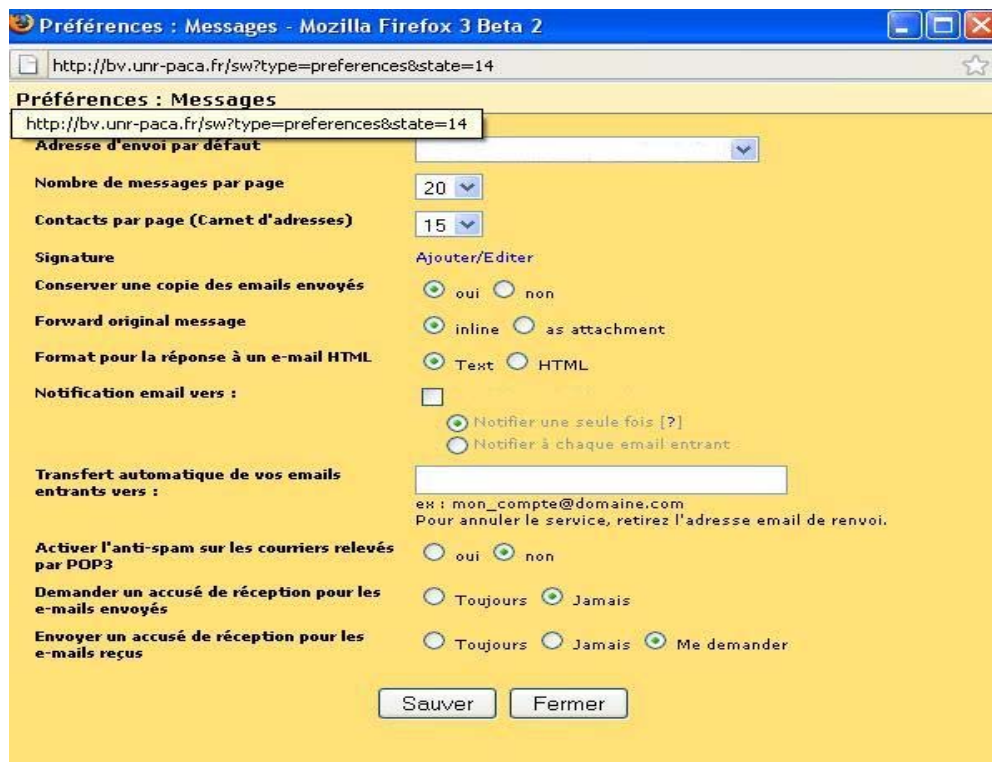 Préférences : Messages - Mozilla Firefox 3 Beta 2
http://bv.unr-paca.fr/sw?type=preferences&state=14
Préférences : Messages
http://bv.unr-paca.fr/sw?type=preferences&state=14
Adresse d'envoi par défaut
Nombre de messages par page 20
Contacts par page (Carnet d'adresses) 15
Signature Ajouter/Editer
Conserver une copie des emails envoyés oui non
Forward original message inline as attachment
Format pour la réponse à un e-mail HTML Text HTML
Notification email vers :
Notifier une seule fois [?]
Notifier à chaque email entrant
Transfert automatique de vos emails
entrants vers :
ex : mon_compte@domaine.com
Pour annuler le service, retirez l'adresse email de renvoi.
Activer l'anti-spam sur les courriers relevés
par POP3 oui non
Demander un accusé de réception pour les
e-mails envoyés Toujours Jamais
Envoyer un accusé de réception pour les
e-mails reçus Toujours Jamais Me demander
Sauver Fermer